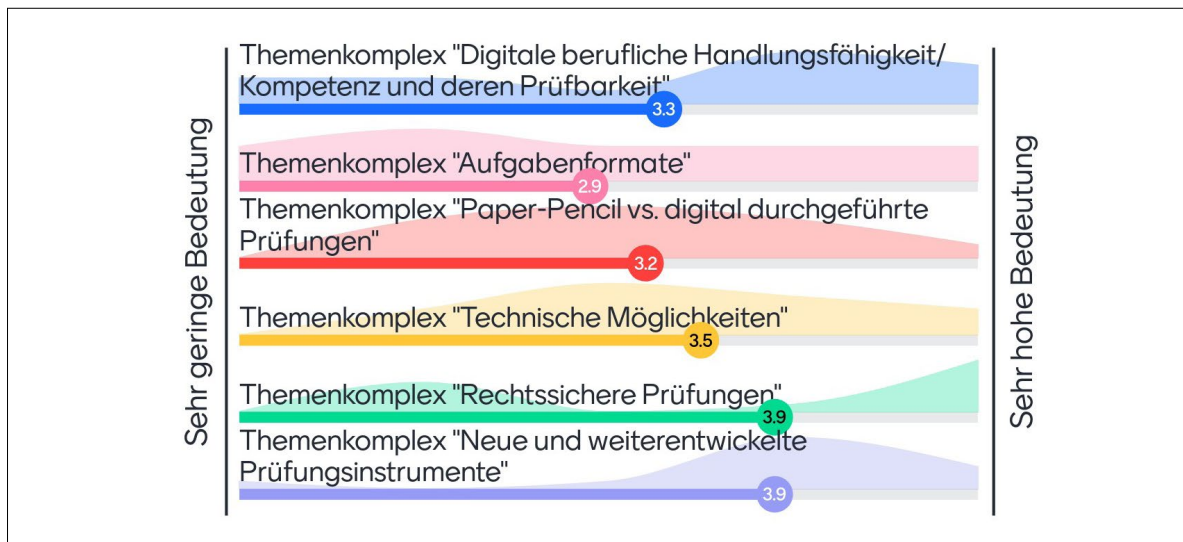 Sehr geringe Bedeutung
Themenkomplex "Digitale berufliche Handlungsfähigkeit/
Kompetenz und deren Prüfbarkeit"
3.3
Themenkomplex "Aufgabenformate"
2.9
Themenkomplex "Paper-Pencil vs. digital durchgeführte
Prüfungen"
3.2
Themenkomplex "Technische Möglichkeiten"
3.5
Themenkomplex "Rechtssichere Prüfungen"
3.9
Themenkomplex "Neue und weiterentwickelte
Prüfungsinstrumente"
3.9
Sehr hohe Bedeutung